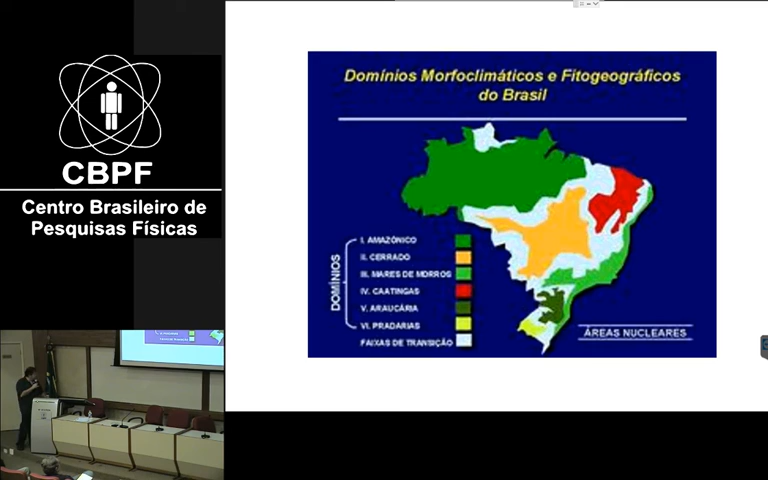 CBPF
Centro Brasileiro de
Pesquisas Físicas
Domínios Morfoclimáticos e Fitogeográficos
do Brasil
DOMÍNIOS
I. AMAZÔNICO
II. CERRADO
III. MARES DE MORROS
IV. CAATINGAS
V. ARAUCÁRIA
VI. PRADARIAS
FAIXAS DE TRANSIÇÃO
ÁREAS NUCLEARES